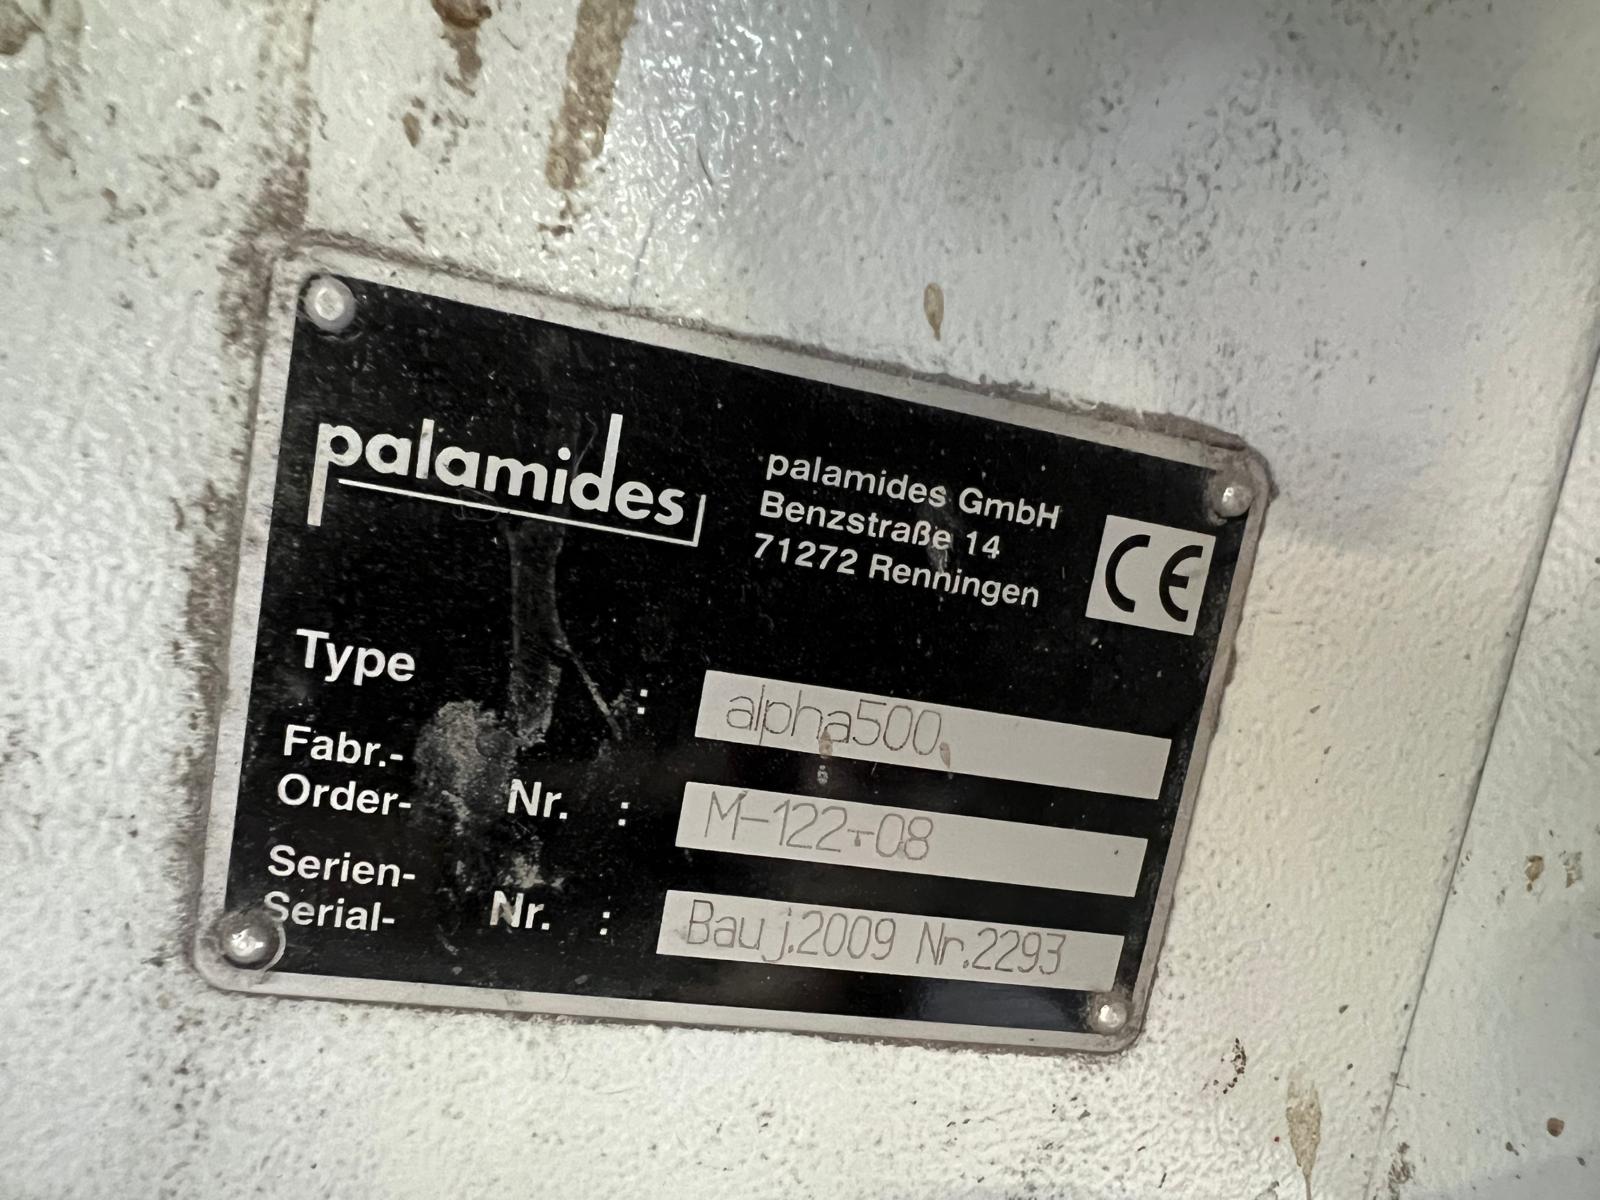 palamides
palamides GmbH
Benzstraße 14
71272 Renningen
CE
Type : alpha500
Fabr.-
Order- Nr. : M-122-08
Serien-
Serial- Nr. : Bau j.2009 Nr.2293